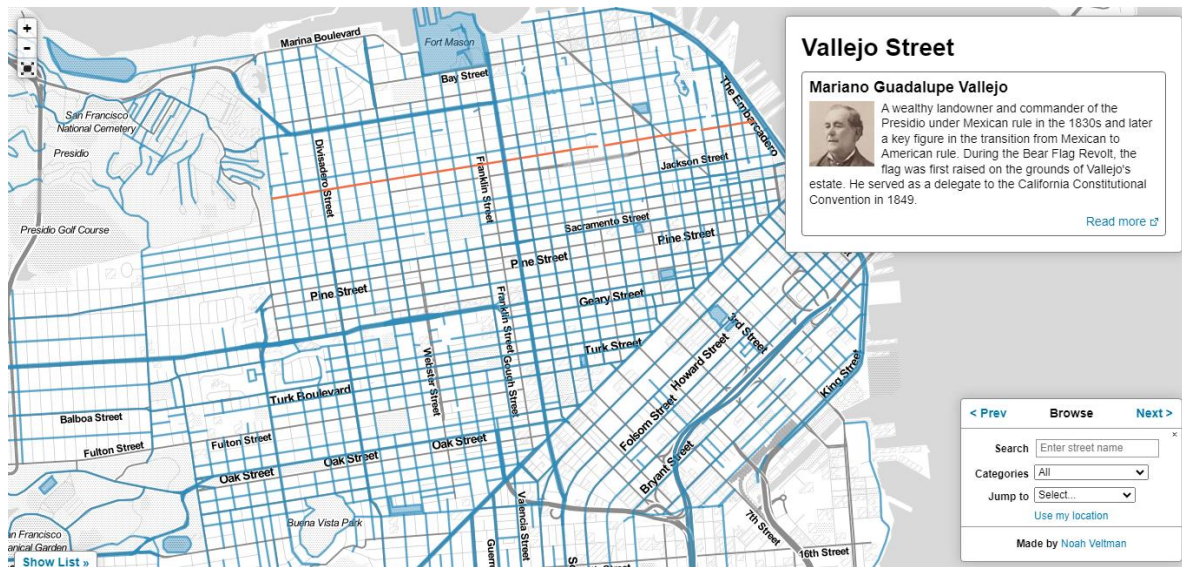 +
-
Marina Boulevard
Fort Mason
Bay Street
The Embarcadero
San Francisco
National Cemetery
Presidio
Divisadero Street
Franklin Street
Jackson Street
Presidio Golf Course
Sacramento Street
Pine Street
Pine Street
Pine Street
Franklin Street
Gough Street
Geary Street
3rd Street
Turk Street
Howard Street
Webster Street
King Street
Turk Boulevard
Balboa Street
Folsom Street
Fulton Street
Fulton Street
Oak Street
Oak Street
Oak Street
Bryant Street
Valencia Street
Buena Vista Park
7th Street
16th Street
Show List »
Vallejo Street
Mariano Guadalupe Vallejo
A wealthy landowner and commander of the
Presidio under Mexican rule in the 1830s and later
a key figure in the transition from Mexican to
American rule. During the Bear Flag Revolt, the
flag was first raised on the grounds of Vallejo's
estate. He served as a delegate to the California Constitutional
Convention in 1849.
Read more
< Prev Browse Next >
×
Search Enter street name
Categories All
Jump to Select...
Use my location
Made by Noah Veltman